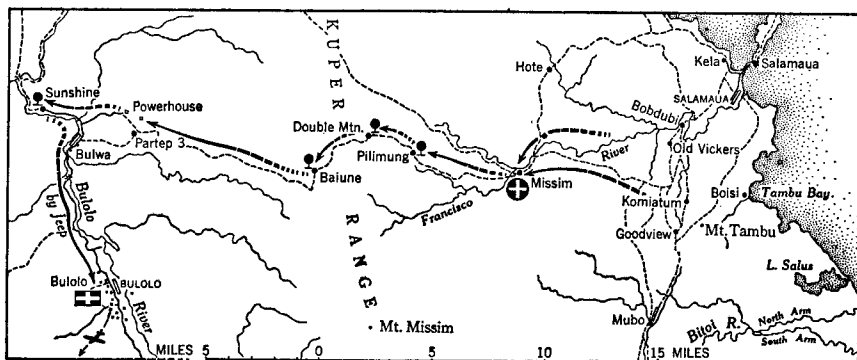 KUPER
RANGE
Sunshine
Powerhouse
Partep 3
Bulwa
Bulolo
River
by jeep
Bulolo
BULOLO
Double Mtn.
Pilimung
Baiune
Francisco
River
Missim
Hote
Kela
Salamaua
SALAMAUA
Bobdubi
Old Vickers
Komiatum
Boisi
Tambu Bay.
Goodview
Mt. Tambu
L. Salus
Mubo
Bitoi R.
North Arm
South Arm
Mt. Missim
MILES 5 0 5 10 15 MILES